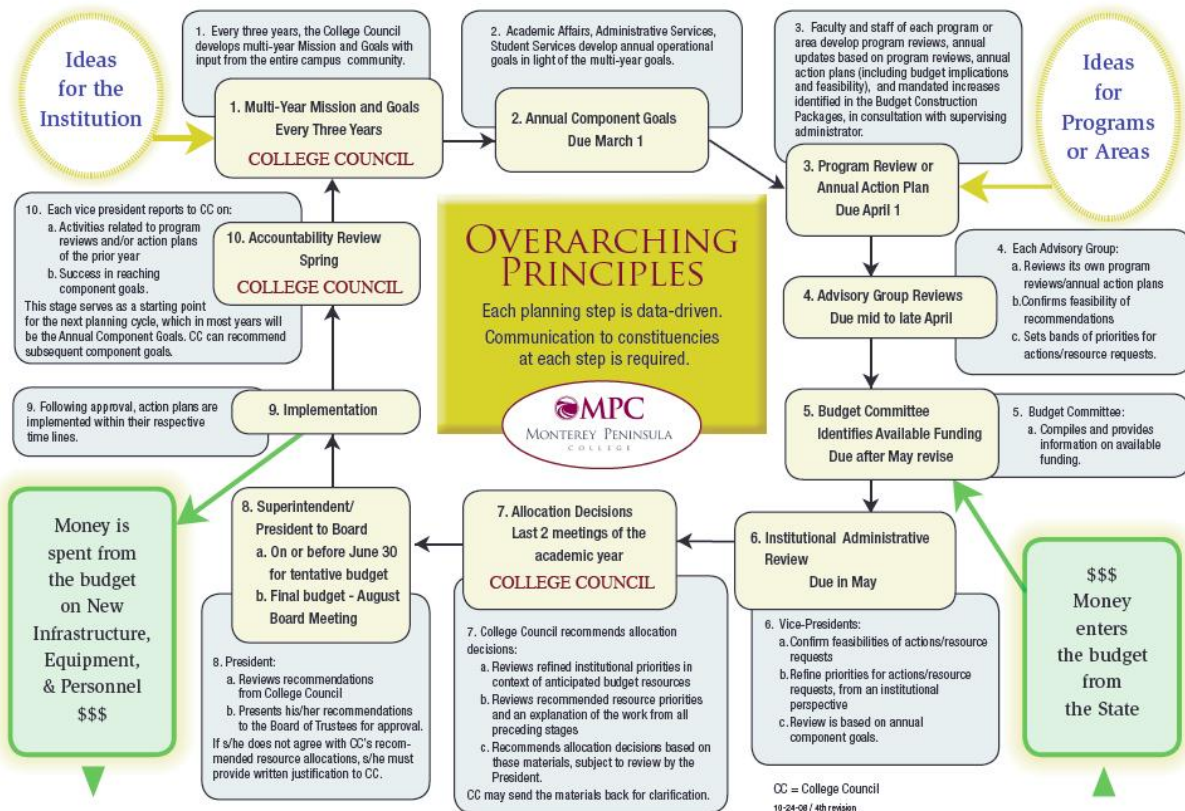 Ideas
for the
Institution
1. Every three years, the College Council
develops multi-year Mission and Goals with
input from the entire campus community.
1. Multi-Year Mission and Goals
Every Three Years
COLLEGE COUNCIL
2. Academic Affairs, Administrative Services,
Student Services develop annual operational
goals in light of the multi-year goals.
2. Annual Component Goals
Due March 1
3. Faculty and staff of each program or
area develop program reviews, annual
updates based on program reviews, annual
action plans (including budget implications
and feasibility), and mandated increases
identified in the Budget Construction
Packages, in consultation with supervising
administrator.
3. Program Review or
Annual Action Plan
Due April 1
Ideas
for
Programs
or Areas
10. Each vice president reports to CC on:
a. Activities related to program
reviews and/or action plans
of the prior year
b. Success in reaching
component goals.
This stage serves as a starting point
for the next planning cycle, which in most years will
be the Annual Component Goals. CC can recommend
subsequent component goals.
10. Accountability Review
Spring
COLLEGE COUNCIL
OVERARCHING
PRINCIPLES
Each planning step is data-driven.
Communication to constituencies
at each step is required.
MPC
MONTEREY PENINSULA
COLLEGE
4. Advisory Group Reviews
Due mid to late April
4. Each Advisory Group:
a. Reviews its own program
reviews/annual action plans
b.Confirms feasibility of
recommendations
c. Sets bands of priorities for
actions/resource requests.
9. Following approval, action plans are
implemented within their respective
time lines.
9. Implementation
5. Budget Committee
Identifies Available Funding
Due after May revise
5. Budget Committee:
a. Compiles and provides
information on available
funding.
Money is
spent from
the budget
on New
Infrastructure,
Equipment,
& Personnel
$$$
8. Superintendent/
President to Board
a. On or before June 30
for tentative budget
b. Final budget - August
Board Meeting
8. President:
a. Reviews recommendations
from College Council
b. Presents his/her recommendations
to the Board of Trustees for approval.
If s/he does not agree with CC's recom-
mended resource allocations, s/he must
provide written justification to CC.
7. Allocation Decisions
Last 2 meetings of the
academic year
COLLEGE COUNCIL
7. College Council recommends allocation
decisions:
a. Reviews refined institutional priorities in
context of anticipated budget resources
b. Reviews recommended resource priorities
and an explanation of the work from all
preceding stages
c. Recommends allocation decisions based on
these materials, subject to review by the
President.
CC may send the materials back for clarification.
6. Institutional Administrative
Review
Due in May
6. Vice-Presidents:
a.Confirm feasibilities of actions/resource
requests
b.Refine priorities for actions/resource
requests, from an institutional
perspective
c.Review is based on annual
component goals.
$$$
Money
enters
the budget
from
the State
CC = College Council
10-24-08 / 4th revision